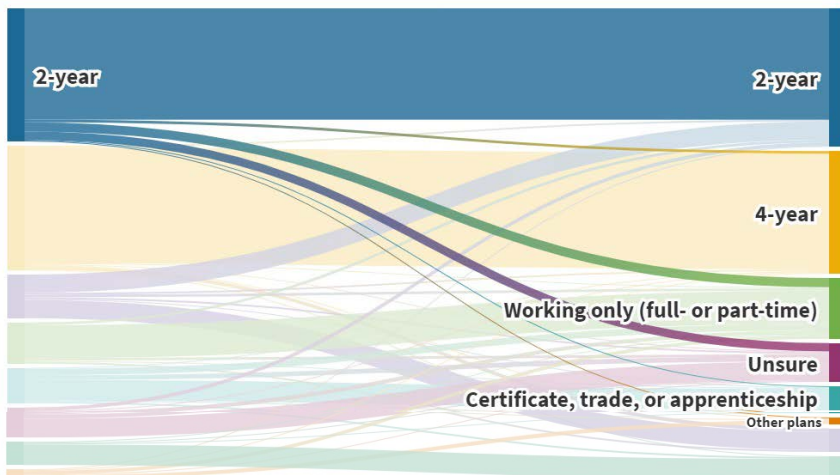 2-year
2-year
4-year
Working only (full- or part-time)
Unsure
Certificate, trade, or apprenticeship
Other plans